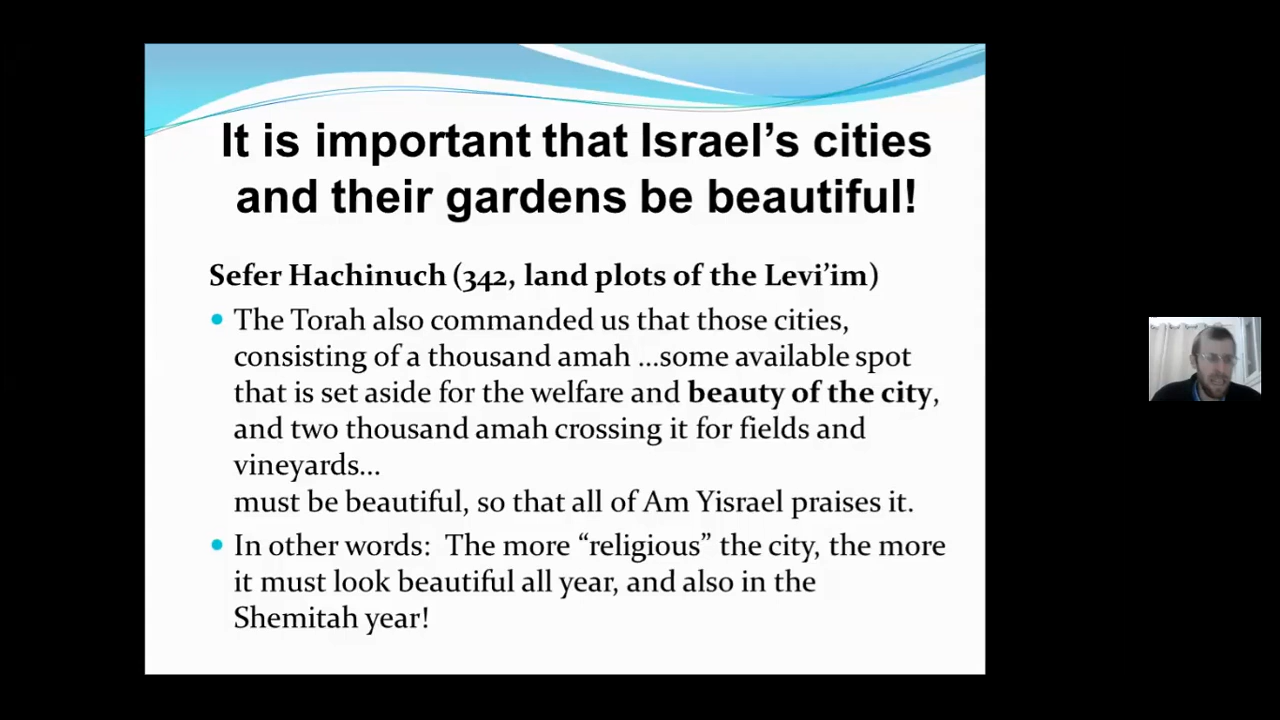 It is important that Israel’s cities
and their gardens be beautiful!
Sefer Hachinuch (342, land plots of the Levi’im)
• The Torah also commanded us that those cities,
consisting of a thousand amah ...some available spot
that is set aside for the welfare and beauty of the city,
and two thousand amah crossing it for fields and
vineyards...
must be beautiful, so that all of Am Yisrael praises it.
• In other words:  The more “religious” the city, the more
it must look beautiful all year, and also in the
Shemitah year!